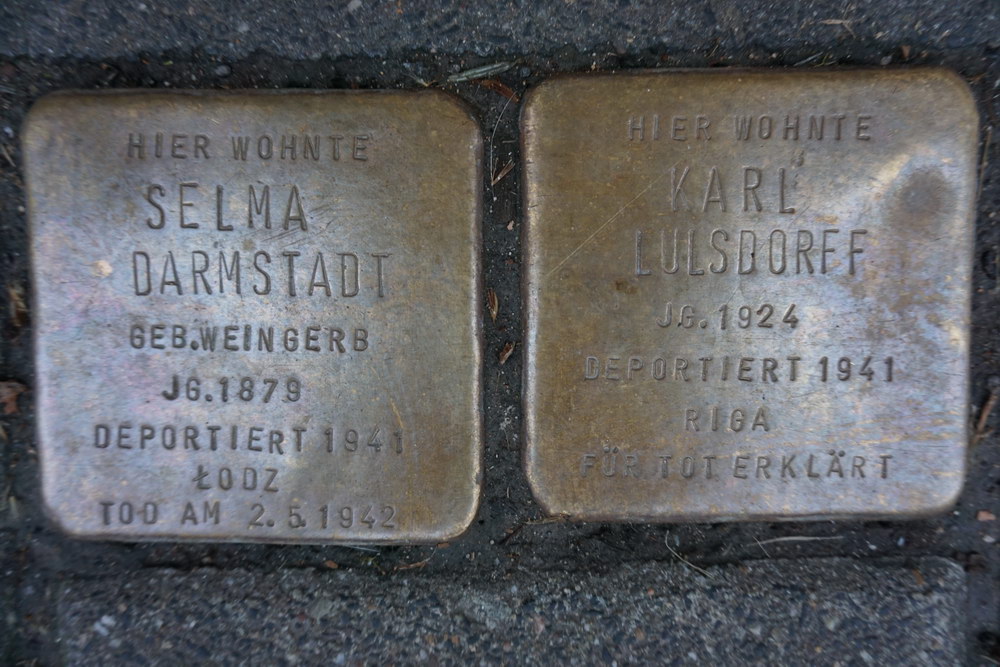 HIER WOHNTE
SELMA
DARMSTADT
GEB.WEINGERB
JG.1879
DEPORTIERT 1941
ŁODZ
TOD AM 2.5.1942
HIER WOHNTE
KARL
LULSDORFF
JG.1924
DEPORTIERT 1941
RIGA
FÜR TOT ERKLÄRT